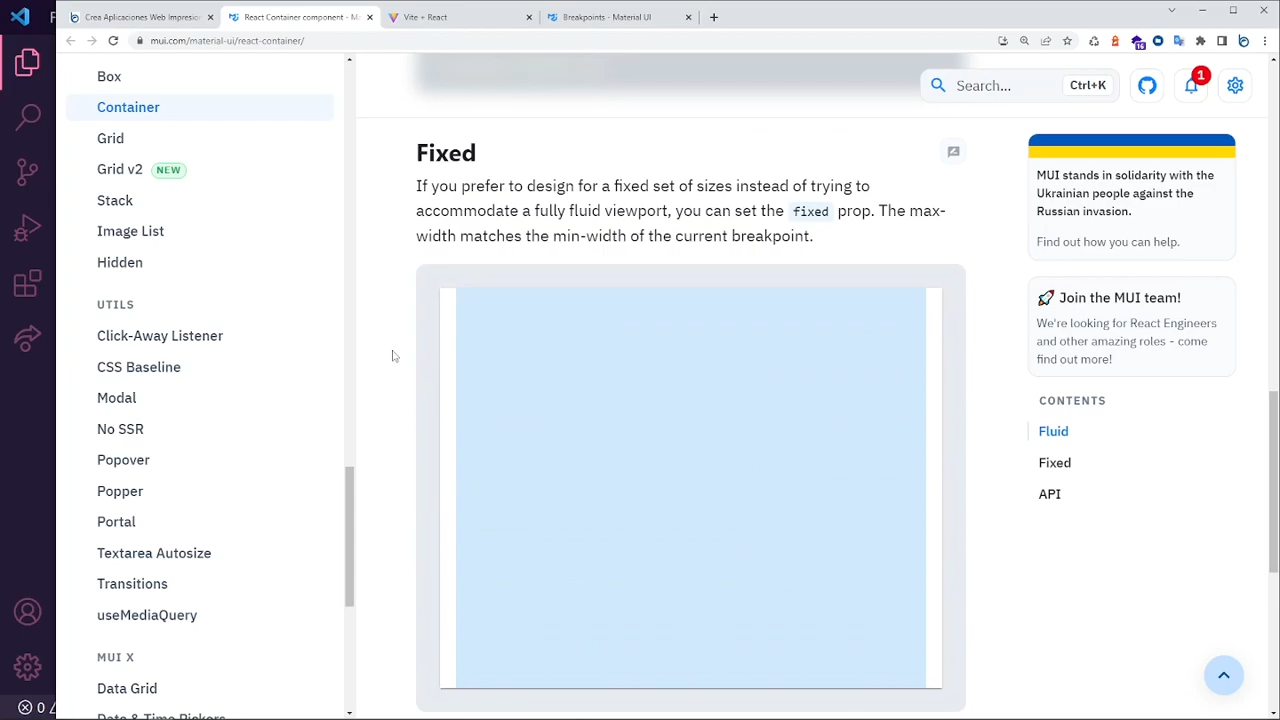 Crea Aplicaciones Web Impresion
React Container component - Ma
Vite + React
Breakpoints - Material UI
mui.com/material-ui/react-container/
16
Box
Container
Grid
Grid v2 NEW
Stack
Image List
Hidden
UTILS
Click-Away Listener
CSS Baseline
Modal
No SSR
Popover
Popper
Portal
Textarea Autosize
Transitions
useMediaQuery
MUI X
Data Grid
Date & Time Pickers
Search...
Ctrl+K
1
Fixed
If you prefer to design for a fixed set of sizes instead of trying to
accommodate a fully fluid viewport, you can set the fixed prop. The max-
width matches the min-width of the current breakpoint.
MUI stands in solidarity with the
Ukrainian people against the
Russian invasion.
Find out how you can help.
🚀 Join the MUI team!
We're looking for React Engineers
and other amazing roles - come
find out more!
CONTENTS
Fluid
Fixed
API
0